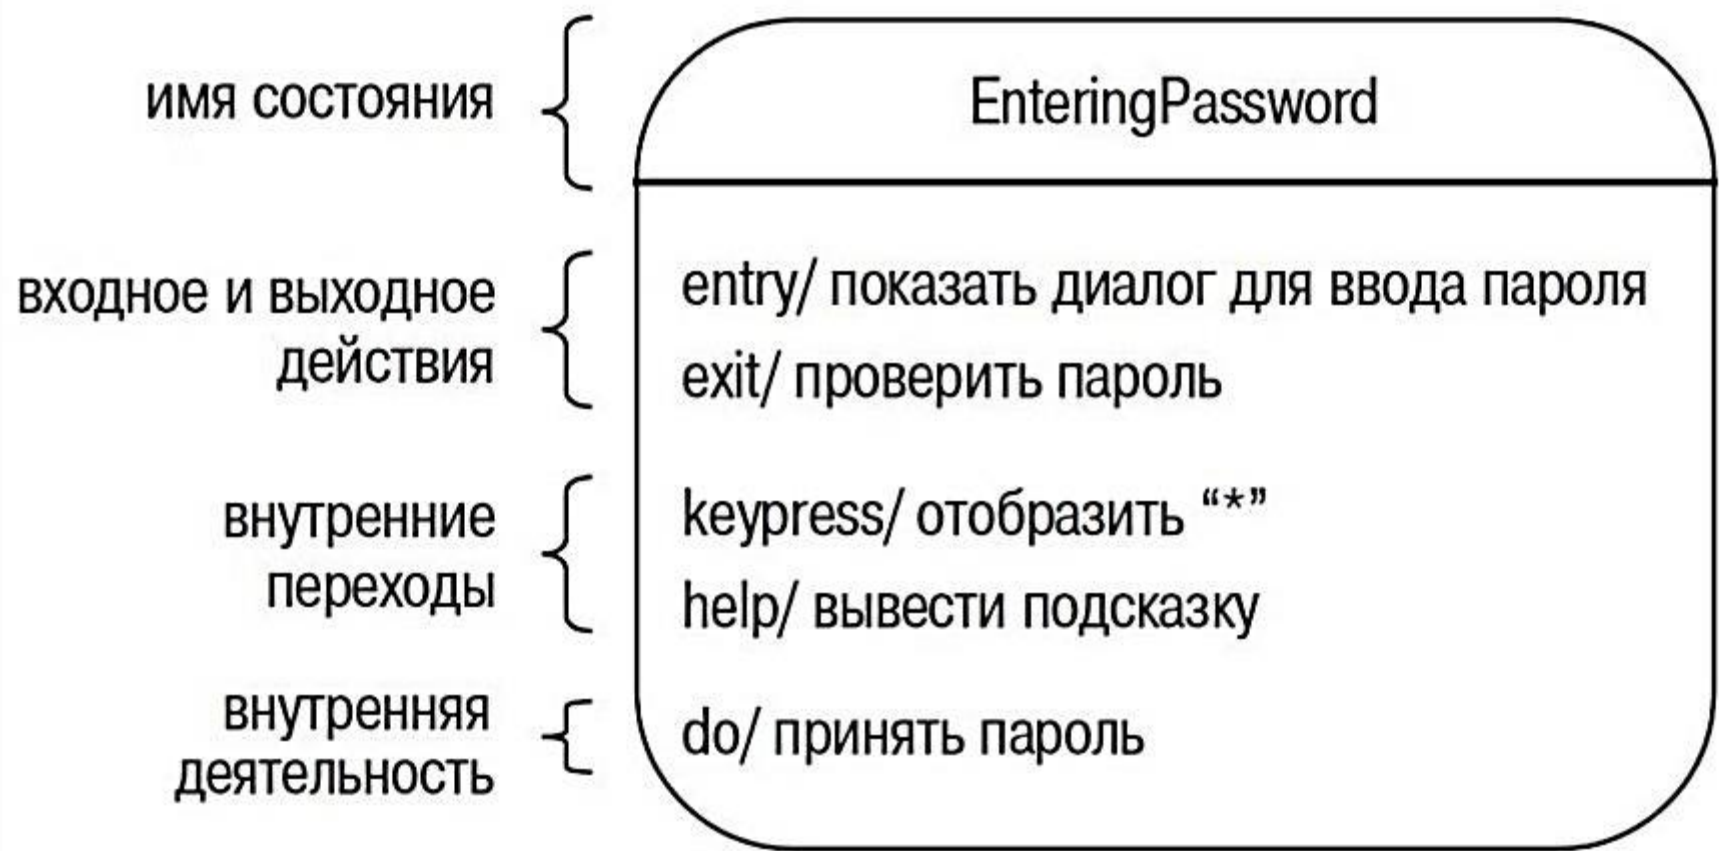 имя состояния
EnteringPassword
входное и выходное
действия
entry/ показать диалог для ввода пароля
exit/ проверить пароль
внутренние
переходы
keypress/ отобразить “*”
help/ вывести подсказку
внутренняя
деятельность
do/ принять пароль